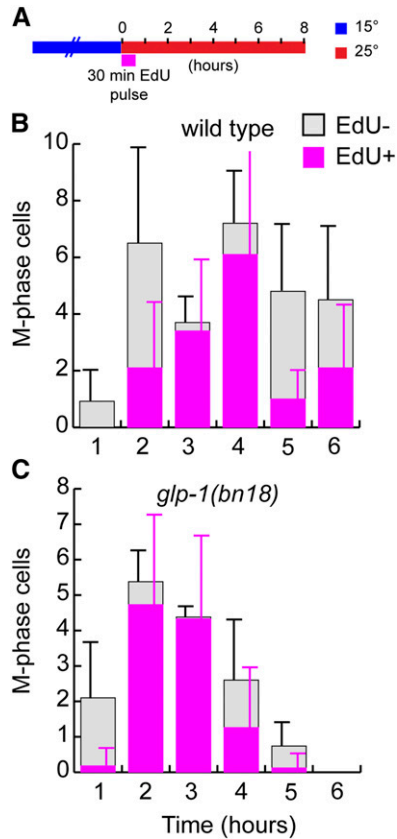 A
0 2 4 6 8
(hours)
15°
25°
30 min EdU
pulse
B
wild type
EdU-
EdU+
M-phase cells
10
8
6
4
2
0
1 2 3 4 5 6
C
glp-1(bn18)
M-phase cells
8
7
6
5
4
3
2
1
0
1 2 3 4 5 6
Time (hours)